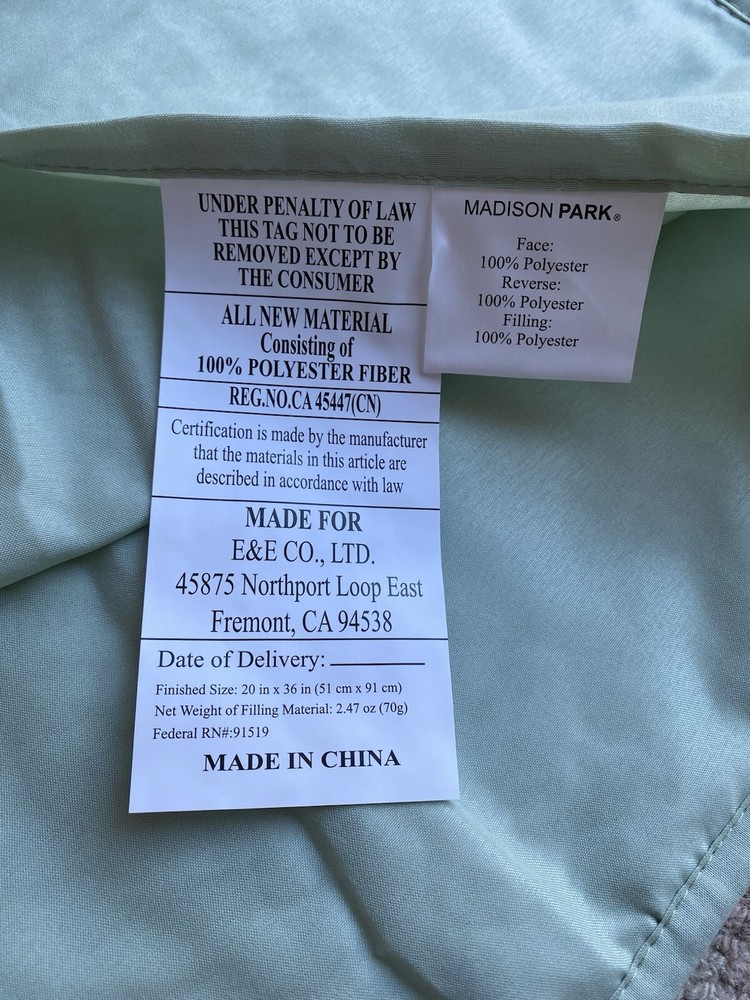 UNDER PENALTY OF LAW
THIS TAG NOT TO BE
REMOVED EXCEPT BY
THE CONSUMER
ALL NEW MATERIAL
Consisting of
100% POLYESTER FIBER
REG.NO.CA 45447(CN)
Certification is made by the manufacturer
that the materials in this article are
described in accordance with law
MADE FOR
E&E CO., LTD.
45875 Northport Loop East
Fremont, CA 94538
Date of Delivery:
Finished Size: 20 in x 36 in (51 cm x 91 cm)
Net Weight of Filling Material: 2.47 oz (70g)
Federal RN#:91519
MADE IN CHINA
MADISON PARK®
Face:
100% Polyester
Reverse:
100% Polyester
Filling:
100% Polyester